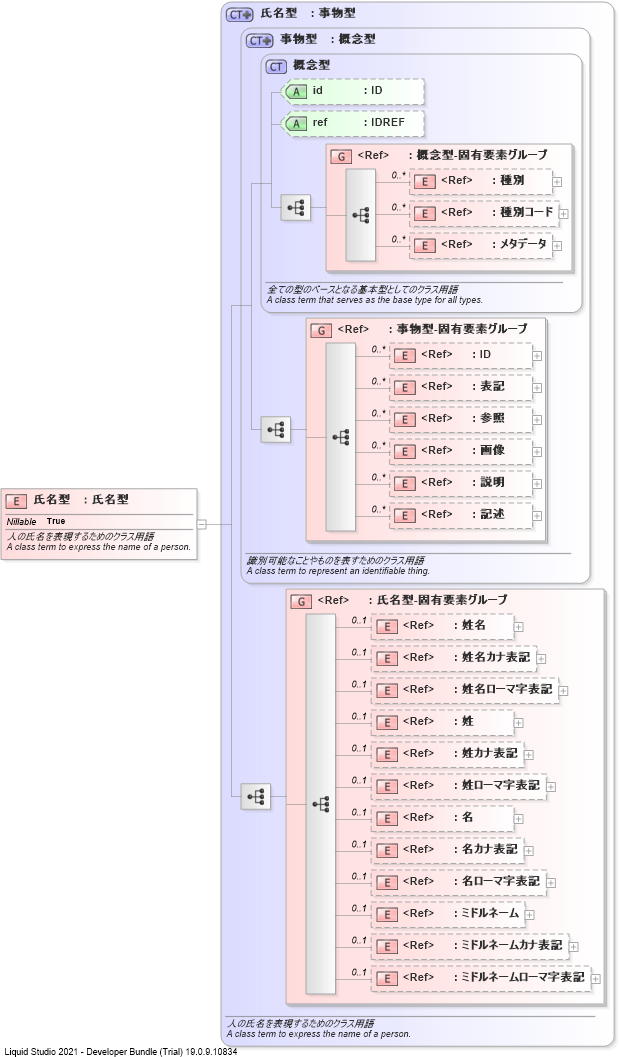 CT 氏名型 : 事物型
CT 事物型 : 概念型
CT 概念型
A id : ID
A ref : IDREF
G <Ref> : 概念型-固有要素グループ
0..* E <Ref> : 種別
0..* E <Ref> : 種別コード
0..* E <Ref> : メタデータ
全ての型のベースとなる基本型としてのクラス用語
A class term that serves as the base type for all types.
G <Ref> : 事物型-固有要素グループ
0..* E <Ref> : ID
0..* E <Ref> : 表記
0..* E <Ref> : 参照
0..* E <Ref> : 画像
0..* E <Ref> : 説明
0..* E <Ref> : 記述
E 氏名型 : 氏名型
Nillable True
人の氏名を表現するためのクラス用語
A class term to express the name of a person.
識別可能なことやものを表すためのクラス用語
A class term to represent an identifiable thing.
G <Ref> : 氏名型-固有要素グループ
0..1 E <Ref> : 姓名
0..1 E <Ref> : 姓名カナ表記
0..1 E <Ref> : 姓名ローマ字表記
0..1 E <Ref> : 姓
0..1 E <Ref> : 姓カナ表記
0..1 E <Ref> : 姓ローマ字表記
0..1 E <Ref> : 名
0..1 E <Ref> : 名カナ表記
0..1 E <Ref> : 名ローマ字表記
0..1 E <Ref> : ミドルネーム
0..1 E <Ref> : ミドルネームカナ表記
0..1 E <Ref> : ミドルネームローマ字表記
人の氏名を表現するためのクラス用語
A class term to express the name of a person.
Liquid Studio 2021 - Developer Bundle (Trial) 19.0.9.10834